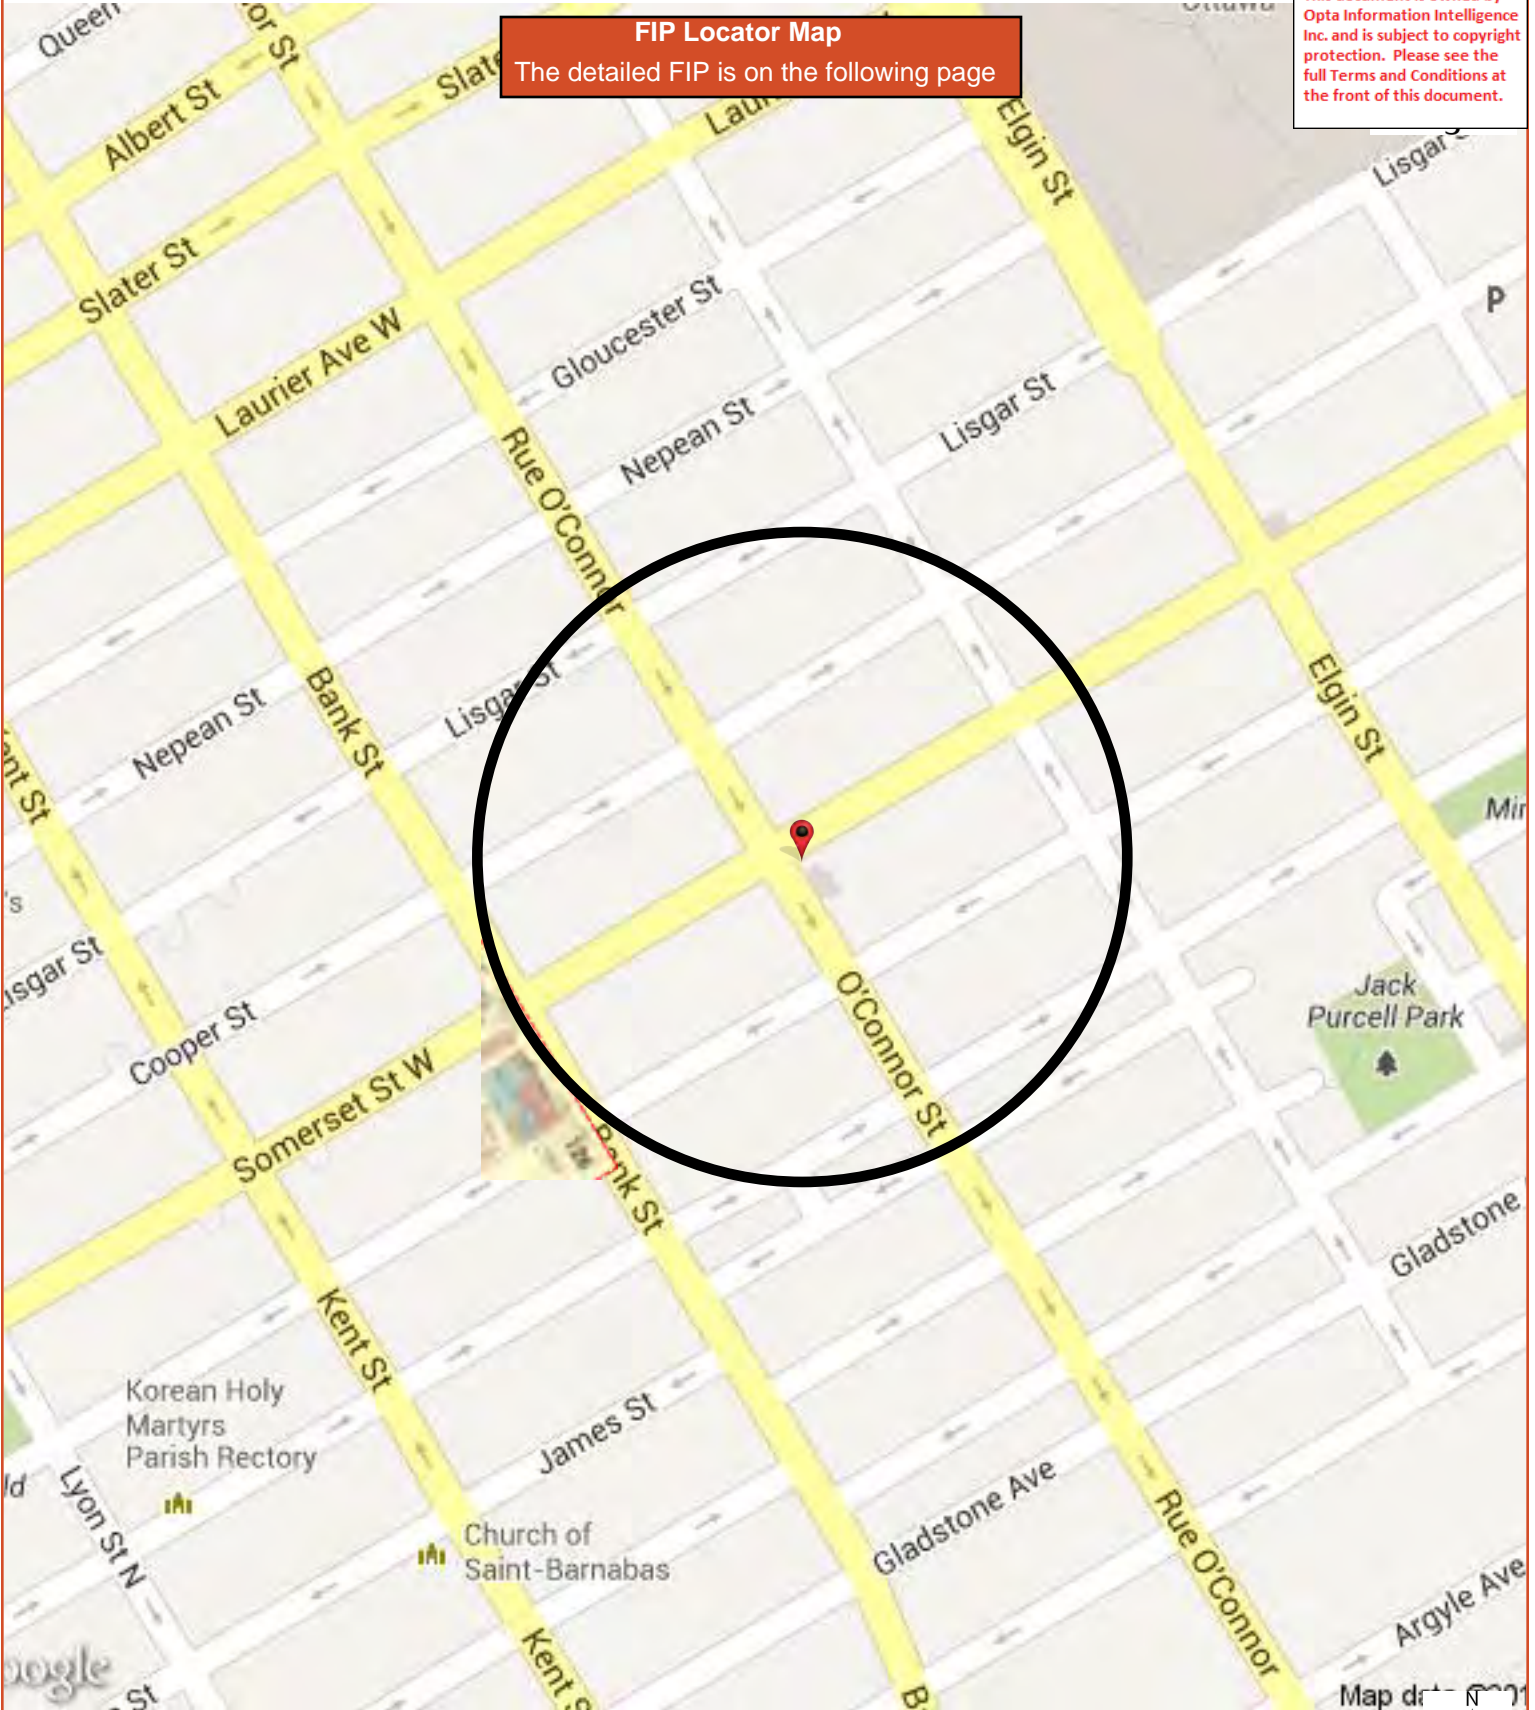 FIP Locator Map
The detailed FIP is on the following page
Opta Information Intelligence
Inc. and is subject to copyright
protection. Please see the
full Terms and Conditions at
the front of this document.
Queen
Albert St
Slater St
Laurier Ave W
Elgin St
Lisgar
P
Gloucester St
Nepean St
Lisgar St
Rue O'Connor
Bank St
Nepean St
Lisgar St
Elgin St
Cooper St
Somerset St W
O'Connor St
Jack
Purcell Park
126
Bank St
Kent St
Gladstone
Korean Holy
Martyrs
Parish Rectory
James St
Lyon St N
Church of
Saint-Barnabas
Gladstone Ave
Rue O'Connor
Argyle Ave
Kent
St
Map
N